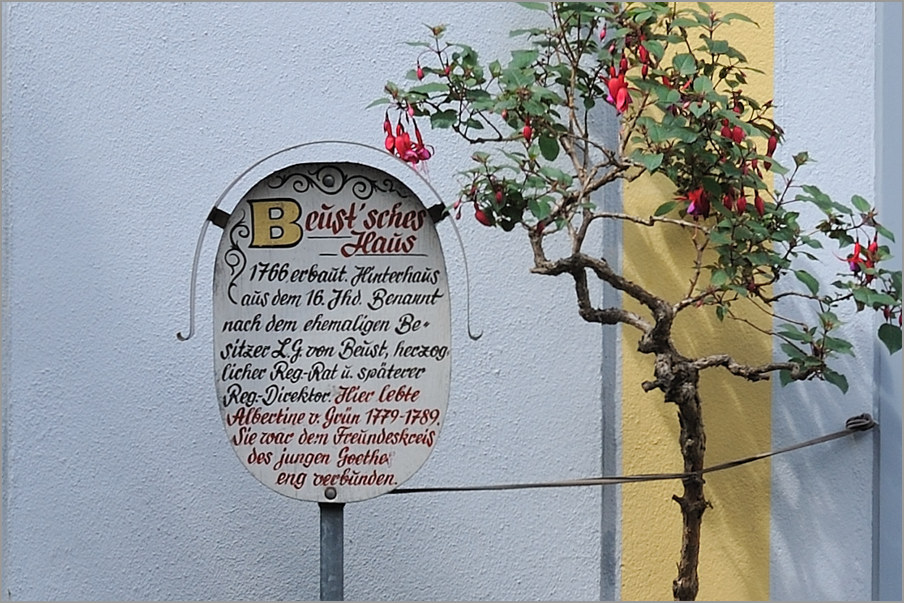 Beust'sches
Haus
1766 erbaut. Hinterhaus
aus dem 16. Jhd. Benannt
nach dem ehemaligen Be-
sitzer L.G von Beust, herzog-
licher Reg-Rat u. späterer
Reg.-Direktor. Hier lebte
Albertine v. Grün 1779-1789.
Sie war dem Freundeskreis
des jungen Goethe
eng verbunden.